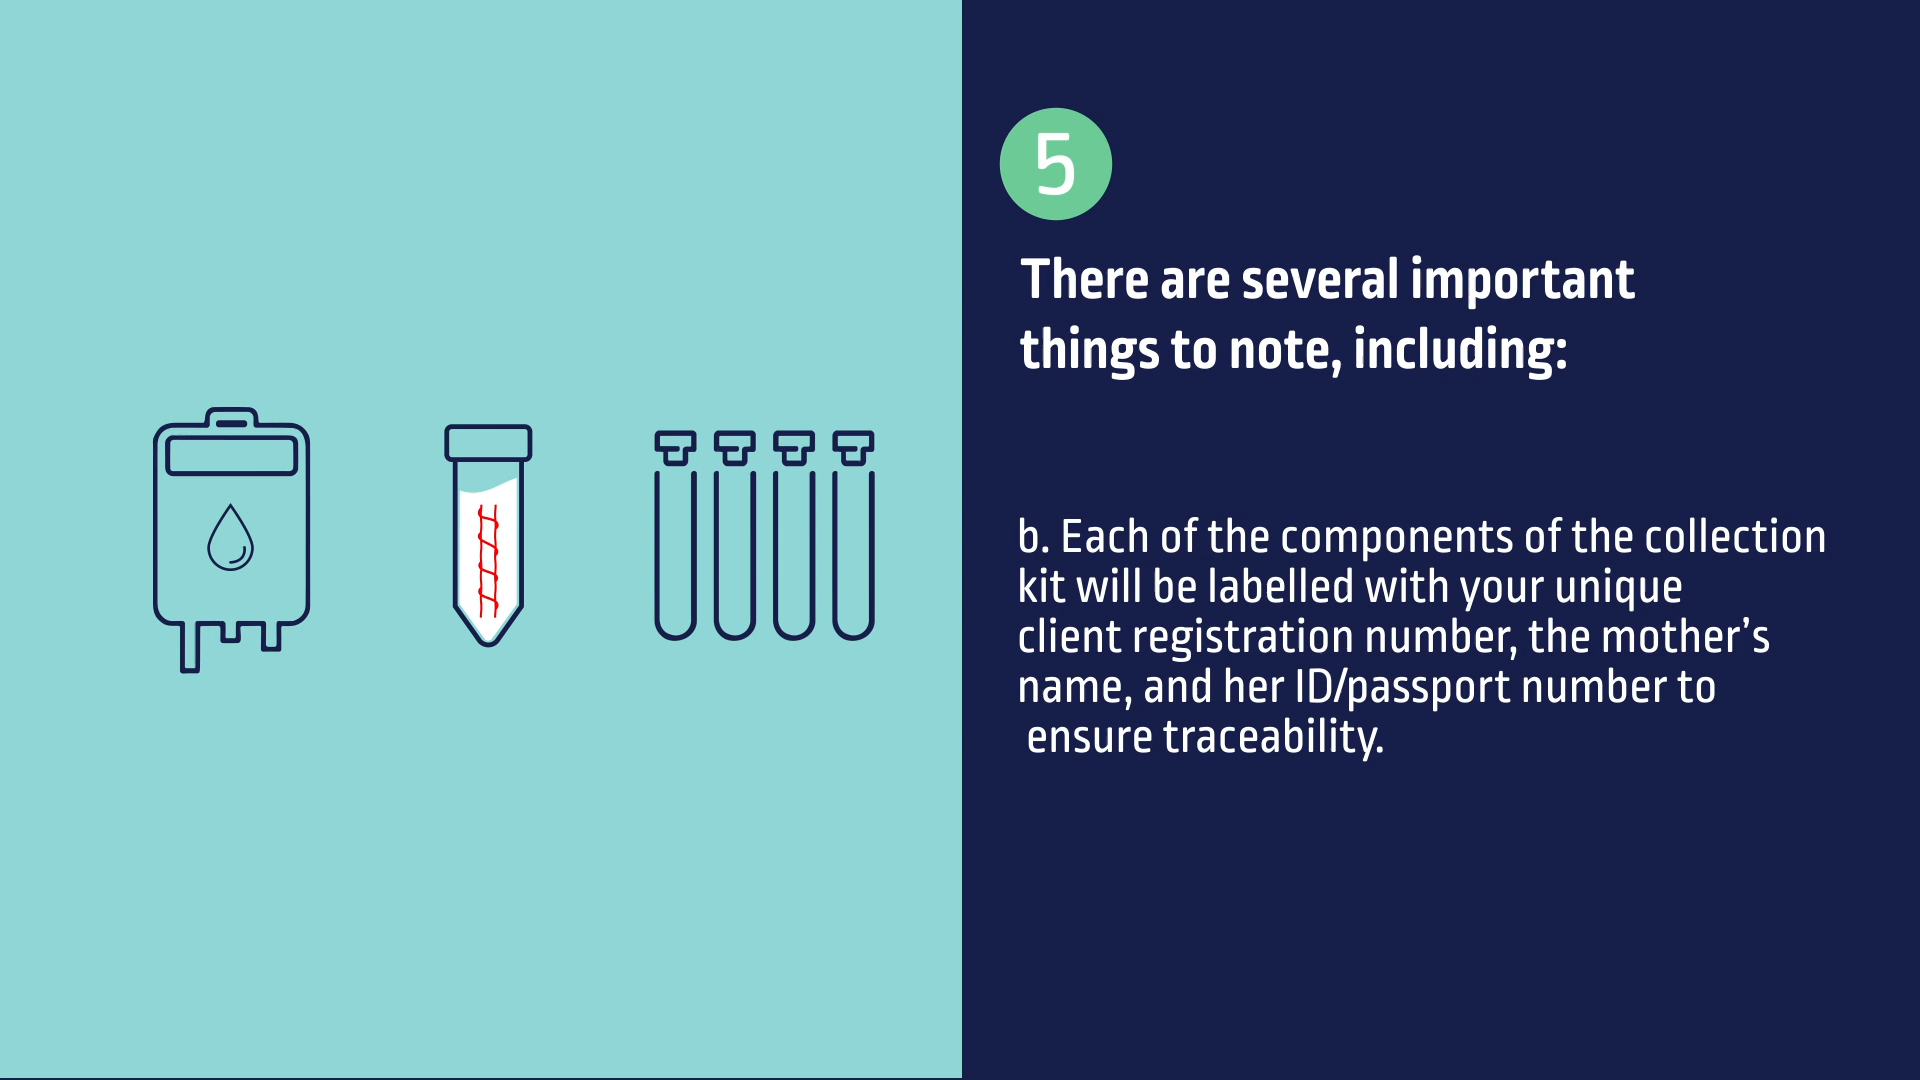 5
There are several important
things to note, including:
b. Each of the components of the collection
kit will be labelled with your unique
client registration number, the mother’s
name, and her ID/passport number to
ensure traceability.